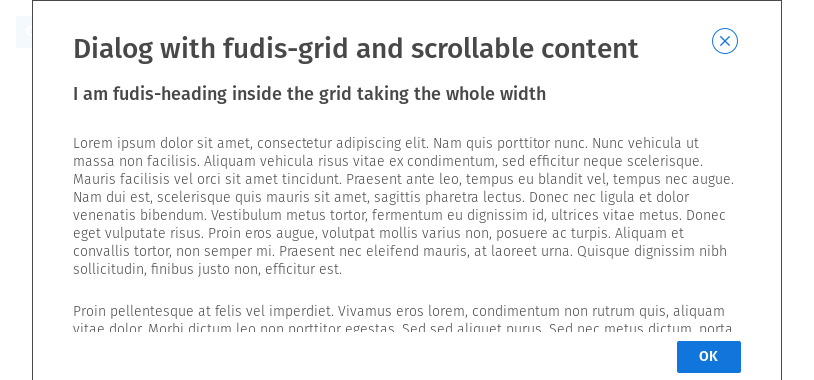 Dialog with fudis-grid and scrollable content
I am fudis-heading inside the grid taking the whole width
Lorem ipsum dolor sit amet, consectetur adipiscing elit. Nam quis porttitor nunc. Nunc vehicula ut
massa non facilisis. Aliquam vehicula risus vitae ex condimentum, sed efficitur neque scelerisque.
Mauris facilisis vel orci sit amet tincidunt. Praesent ante leo, tempus eu blandit vel, tempus nec augue.
Nam dui est, scelerisque quis mauris sit amet, sagittis pharetra lectus. Donec nec ligula et dolor
venenatis bibendum. Vestibulum metus tortor, fermentum eu dignissim id, ultrices vitae metus. Donec
eget vulputate risus. Proin eros augue, volutpat mollis varius non, posuere ac turpis. Aliquam et
convallis tortor, non semper mi. Praesent nec eleifend mauris, at laoreet urna. Quisque dignissim nibh
sollicitudin, finibus justo non, efficitur est.
Proin pellentesque at felis vel imperdiet. Vivamus eros lorem, condimentum non rutrum quis, aliquam
vitae dolor. Morbi dictum leo non porttitor egestas. Sed sed aliquet purus. Sed nec metus dictum, porta
OK